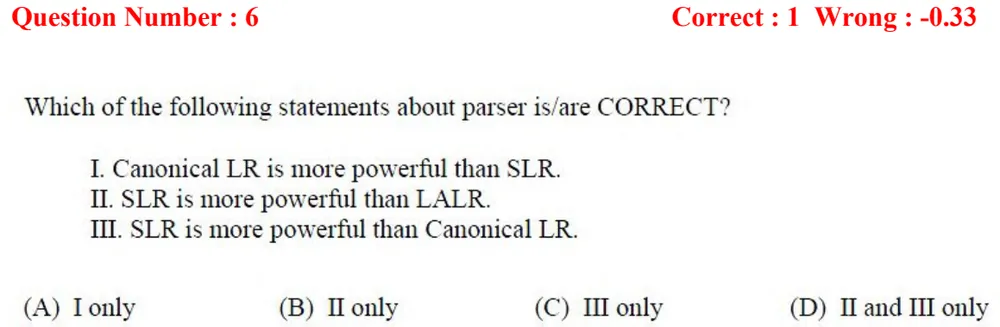 Question Number : 6 Correct : 1 Wrong : -0.33
Which of the following statements about parser is/are CORRECT?
I. Canonical LR is more powerful than SLR.
II. SLR is more powerful than LALR.
III. SLR is more powerful than Canonical LR.
(A) I only (B) II only (C) III only (D) II and III only